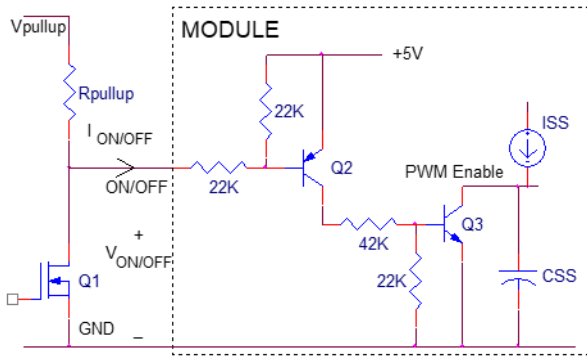 Vpullup
MODULE
+5V
Rpullup
22K
ISS
I ON/OFF
Q2
PWM Enable
ON/OFF
22K
Q3
42K
+
V ON/OFF
22K
CSS
Q1
GND
_